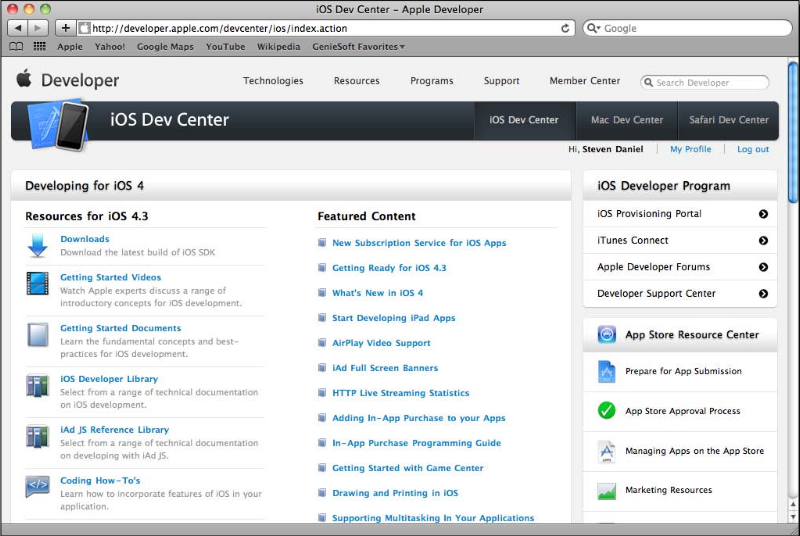 iOS Dev Center – Apple Developer
http://developer.apple.com/devcenter/ios/index.action
Google
Apple Yahoo! Google Maps YouTube Wikipedia GenieSoft Favorites
Developer
Technologies Resources Programs Support Member Center
Search Developer
iOS Dev Center
iOS Dev Center Mac Dev Center Safari Dev Center
Hi, Steven Daniel My Profile Log out
Developing for iOS 4
Resources for iOS 4.3
Downloads
Download the latest build of iOS SDK
Getting Started Videos
Watch Apple experts discuss a range of
introductory concepts for iOS development.
Getting Started Documents
Learn the fundamental concepts and best-
practices for iOS development.
iOS Developer Library
Select from a range of technical documentation
on iOS development.
iAd JS Reference Library
Select from a range of technical documentation
on developing with iAd JS.
Coding How-To's
Learn how to incorporate features of iOS in your
application.
Featured Content
New Subscription Service for iOS Apps
Getting Ready for iOS 4.3
What's New in iOS 4
Start Developing iPad Apps
AirPlay Video Support
iAd Full Screen Banners
HTTP Live Streaming Statistics
Adding In-App Purchase to your Apps
In-App Purchase Programming Guide
Getting Started with Game Center
Drawing and Printing in iOS
Supporting Multitasking In Your Applications
iOS Developer Program
iOS Provisioning Portal
iTunes Connect
Apple Developer Forums
Developer Support Center
App Store Resource Center
Prepare for App Submission
App Store Approval Process
Managing Apps on the App Store
Marketing Resources